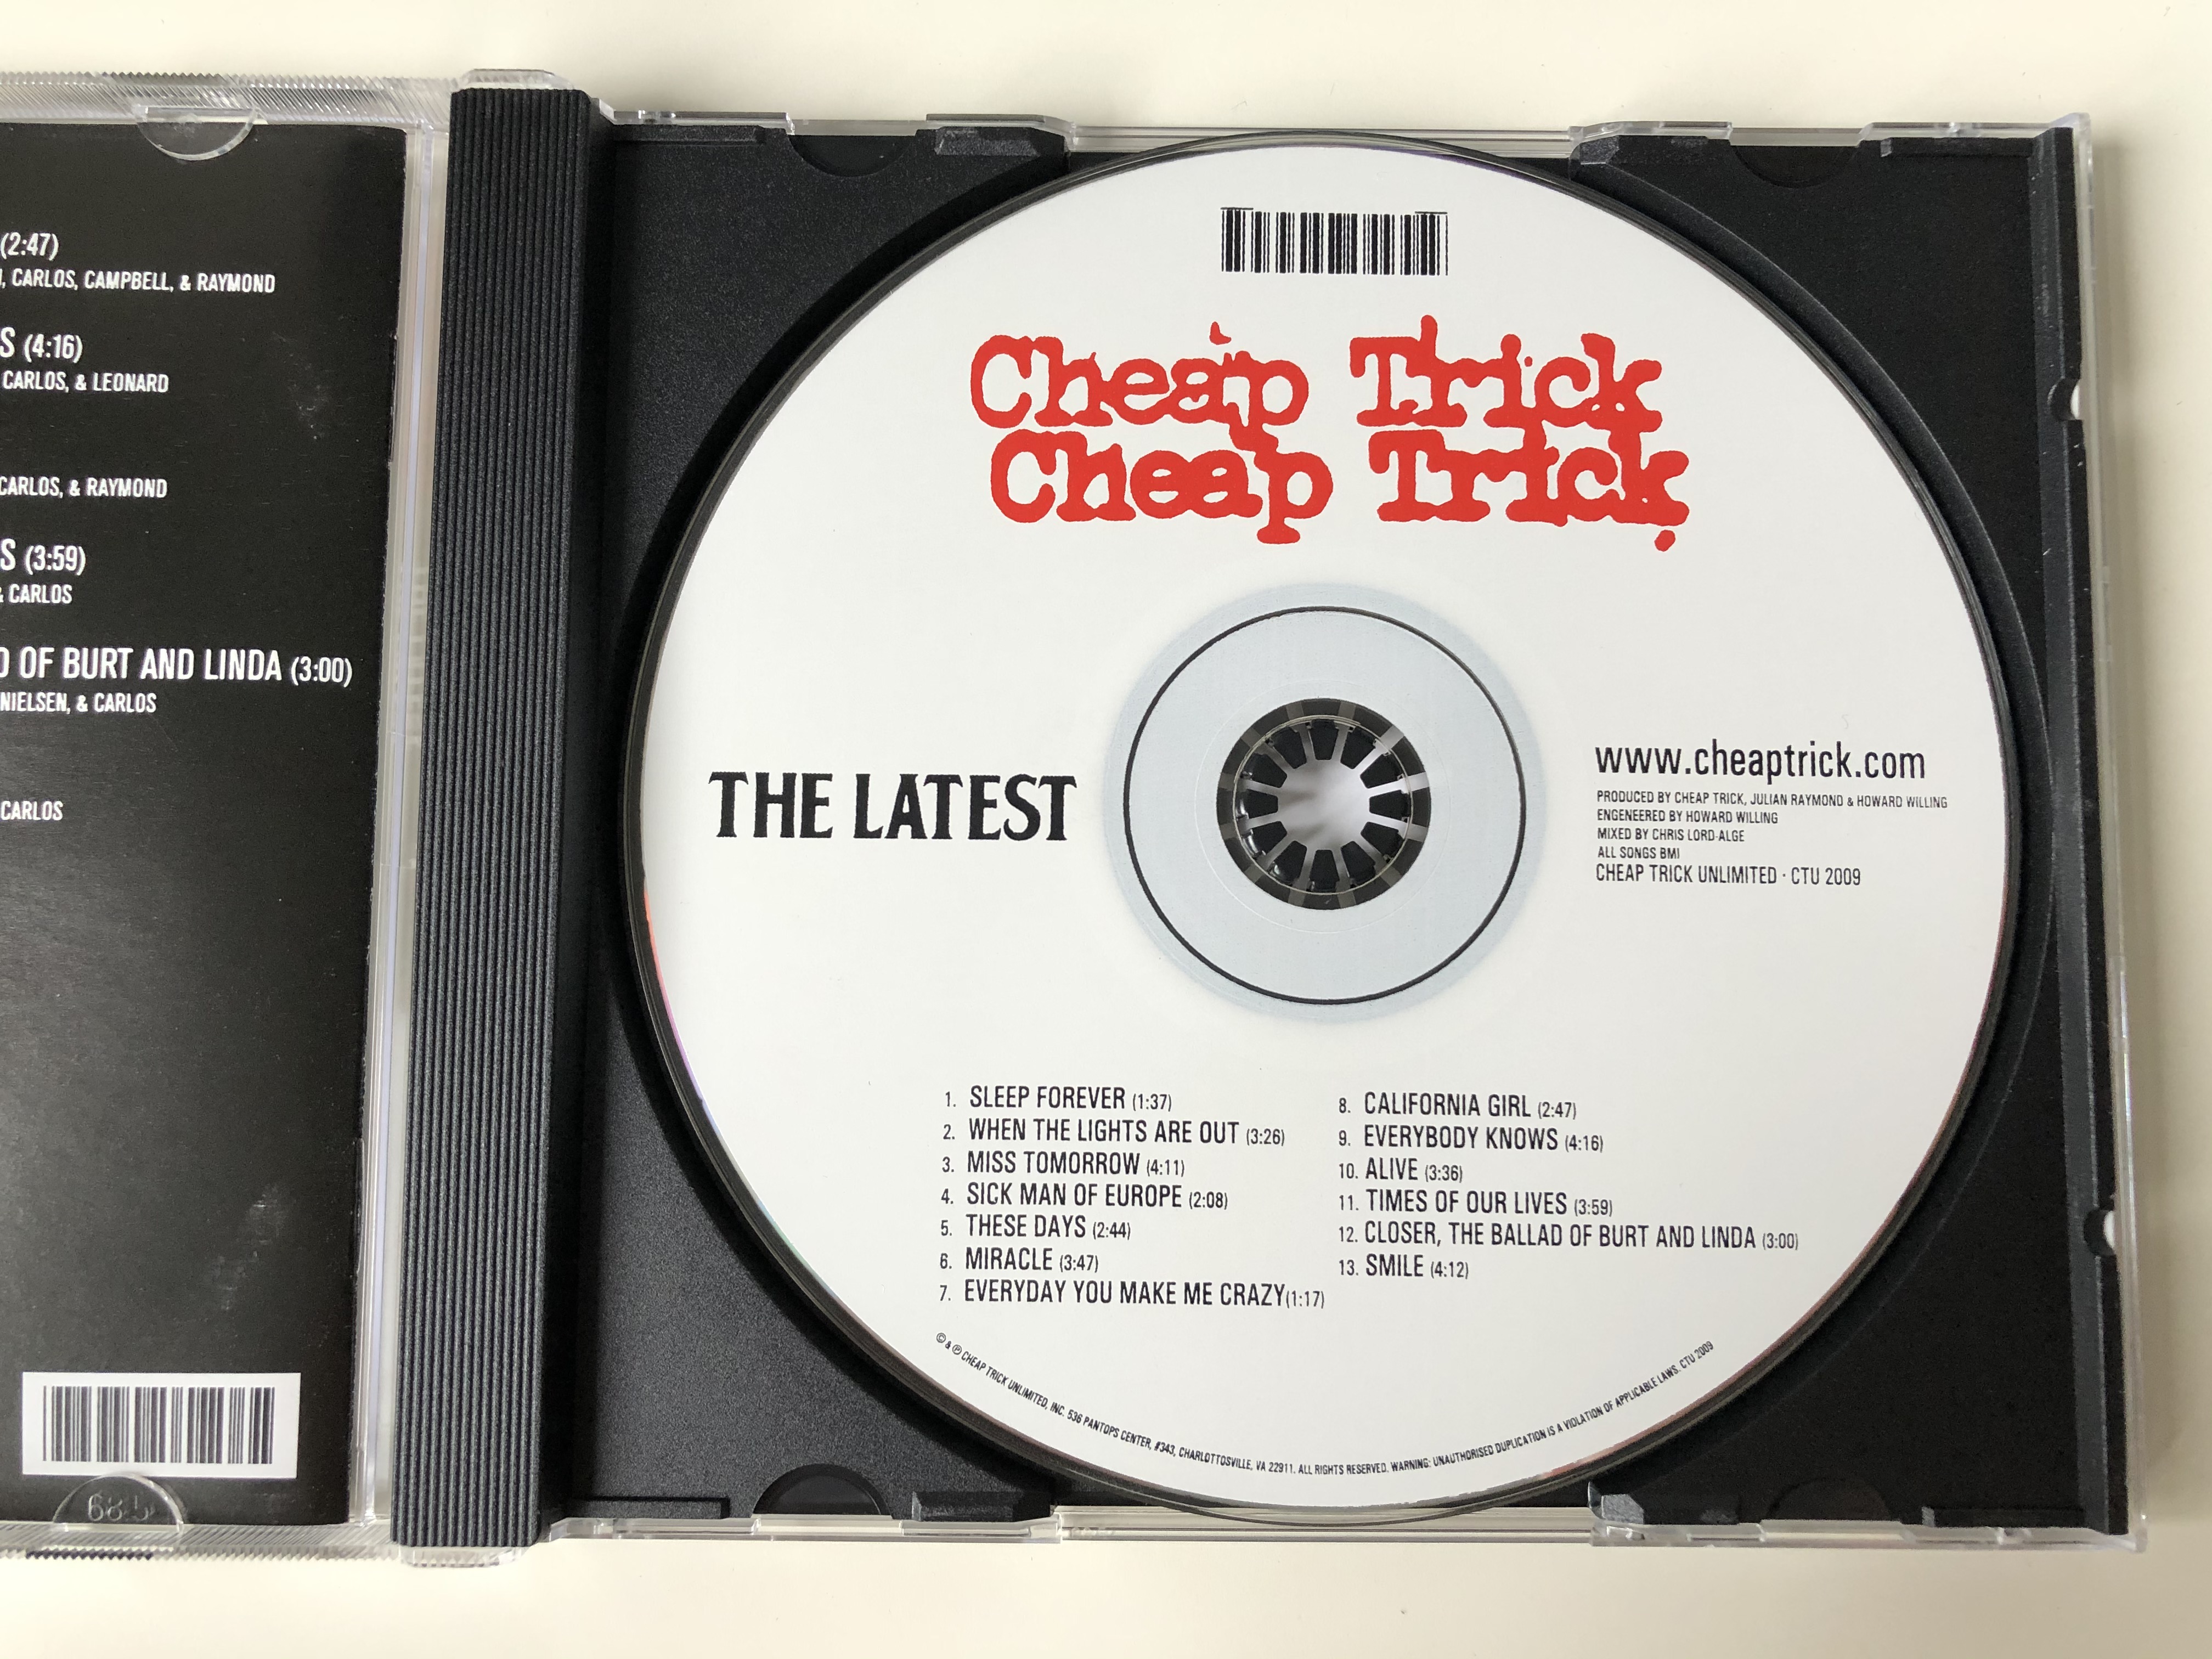 (2:47)
, CARLOS, CAMPBELL, & RAYMOND
S (4:16)
CARLOS, & LEONARD
CARLOS, & RAYMOND
S (3:59)
& CARLOS
D OF BURT AND LINDA (3:00)
NIELSEN, & CARLOS
CARLOS
Cheap Trick
Cheap Trick
THE LATEST
www.cheaptrick.com
PRODUCED BY CHEAP TRICK, JULIAN RAYMOND & HOWARD WILLING
ENGENEERED BY HOWARD WILLING
MIXED BY CHRIS LORD-ALGE
ALL SONGS BMI
CHEAP TRICK UNLIMITED · CTU 2009
1. SLEEP FOREVER (1:37)
2. WHEN THE LIGHTS ARE OUT (3:26)
3. MISS TOMORROW (4:11)
4. SICK MAN OF EUROPE (2:08)
5. THESE DAYS (2:44)
6. MIRACLE (3:47)
7. EVERYDAY YOU MAKE ME CRAZY(1:17)
8. CALIFORNIA GIRL (2:47)
9. EVERYBODY KNOWS (4:16)
10. ALIVE (3:36)
11. TIMES OF OUR LIVES (3:59)
12. CLOSER, THE BALLAD OF BURT AND LINDA (3:00)
13. SMILE (4:12)
© & ℗ CHEAP TRICK UNLIMITED, INC. 536 PANTOPS CENTER, #343, CHARLOTTOSVILLE, VA 22911. ALL RIGHTS RESERVED. WARNING: UNAUTHORISED DUPLICATION IS A VIOLATION OF APPLICABLE LAWS. CTU 2009